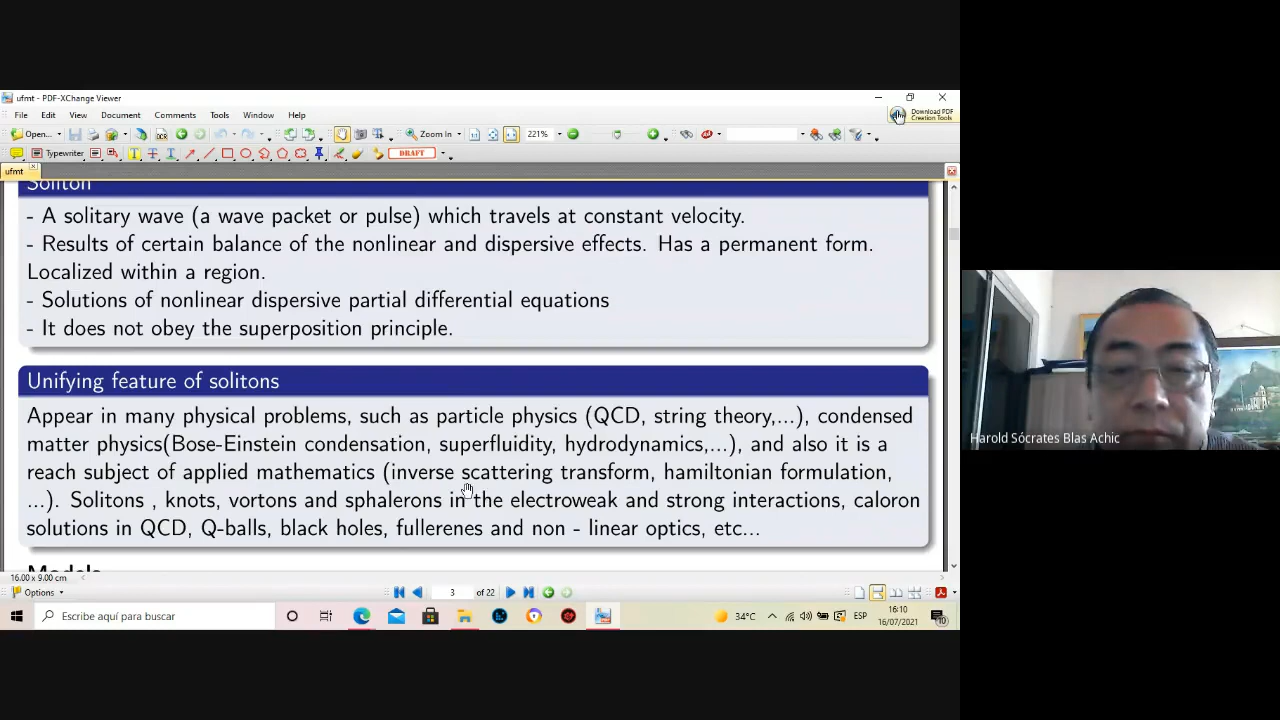 ufmt - PDF-XChange Viewer
File Edit View Document Comments Tools Window Help
Download PDF
Creation Tools
Open...
OCR
Zoom In
221%
Typewriter
DRAFT
ufmt
Soliton
- A solitary wave (a wave packet or pulse) which travels at constant velocity.
- Results of certain balance of the nonlinear and dispersive effects. Has a permanent form.
Localized within a region.
- Solutions of nonlinear dispersive partial differential equations
- It does not obey the superposition principle.
Unifying feature of solitons
Appear in many physical problems, such as particle physics (QCD, string theory,...), condensed
matter physics(Bose-Einstein condensation, superfluidity, hydrodynamics,...), and also it is a
reach subject of applied mathematics (inverse scattering transform, hamiltonian formulation,
...). Solitons , knots, vortons and sphalerons in the electroweak and strong interactions, caloron
solutions in QCD, Q-balls, black holes, fullerenes and non - linear optics, etc...
Models
16.00 x 9.00 cm
Options
3 of 22
Escribe aquí para buscar
34°C
ESP
16:10
16/07/2021
10
Harold Sócrates Blas Achic